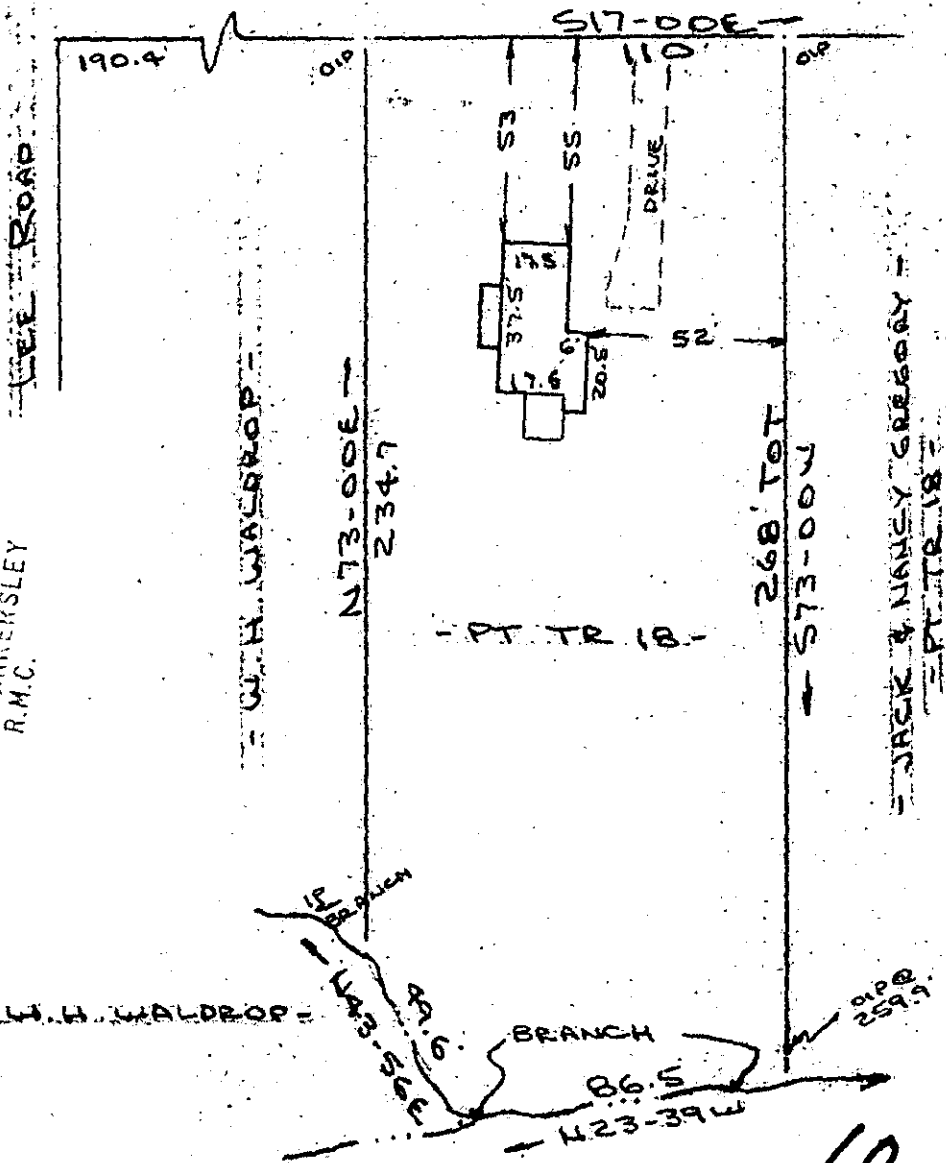 S17-00E
190.4
110
OIP
OIP
LEE ROAD
53
55
DRIVE
17.5
37.5
6
52
17.6
20.5
- W. H. WALDROP -
N73-00E
234.7
268' TOT
S73-00W
= JACK & NANCY GREGORY =
= PT. TR 18 =
R.M.C.
- PT. TR 18 -
IP
BRANCH
N43-56E
49.6
W. H. WALDROP -
BRANCH
OIP @
259.9
86.5
N23-39W